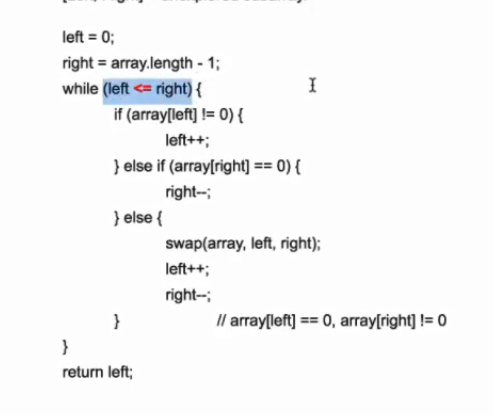 left = 0;
right = array.length - 1;
while (left <= right) {
if (array[left] != 0) {
left++;
} else if (array[right] == 0) {
right--;
} else {
swap(array, left, right);
left++;
right--;
} // array[left] == 0, array[right] != 0
}
return left;